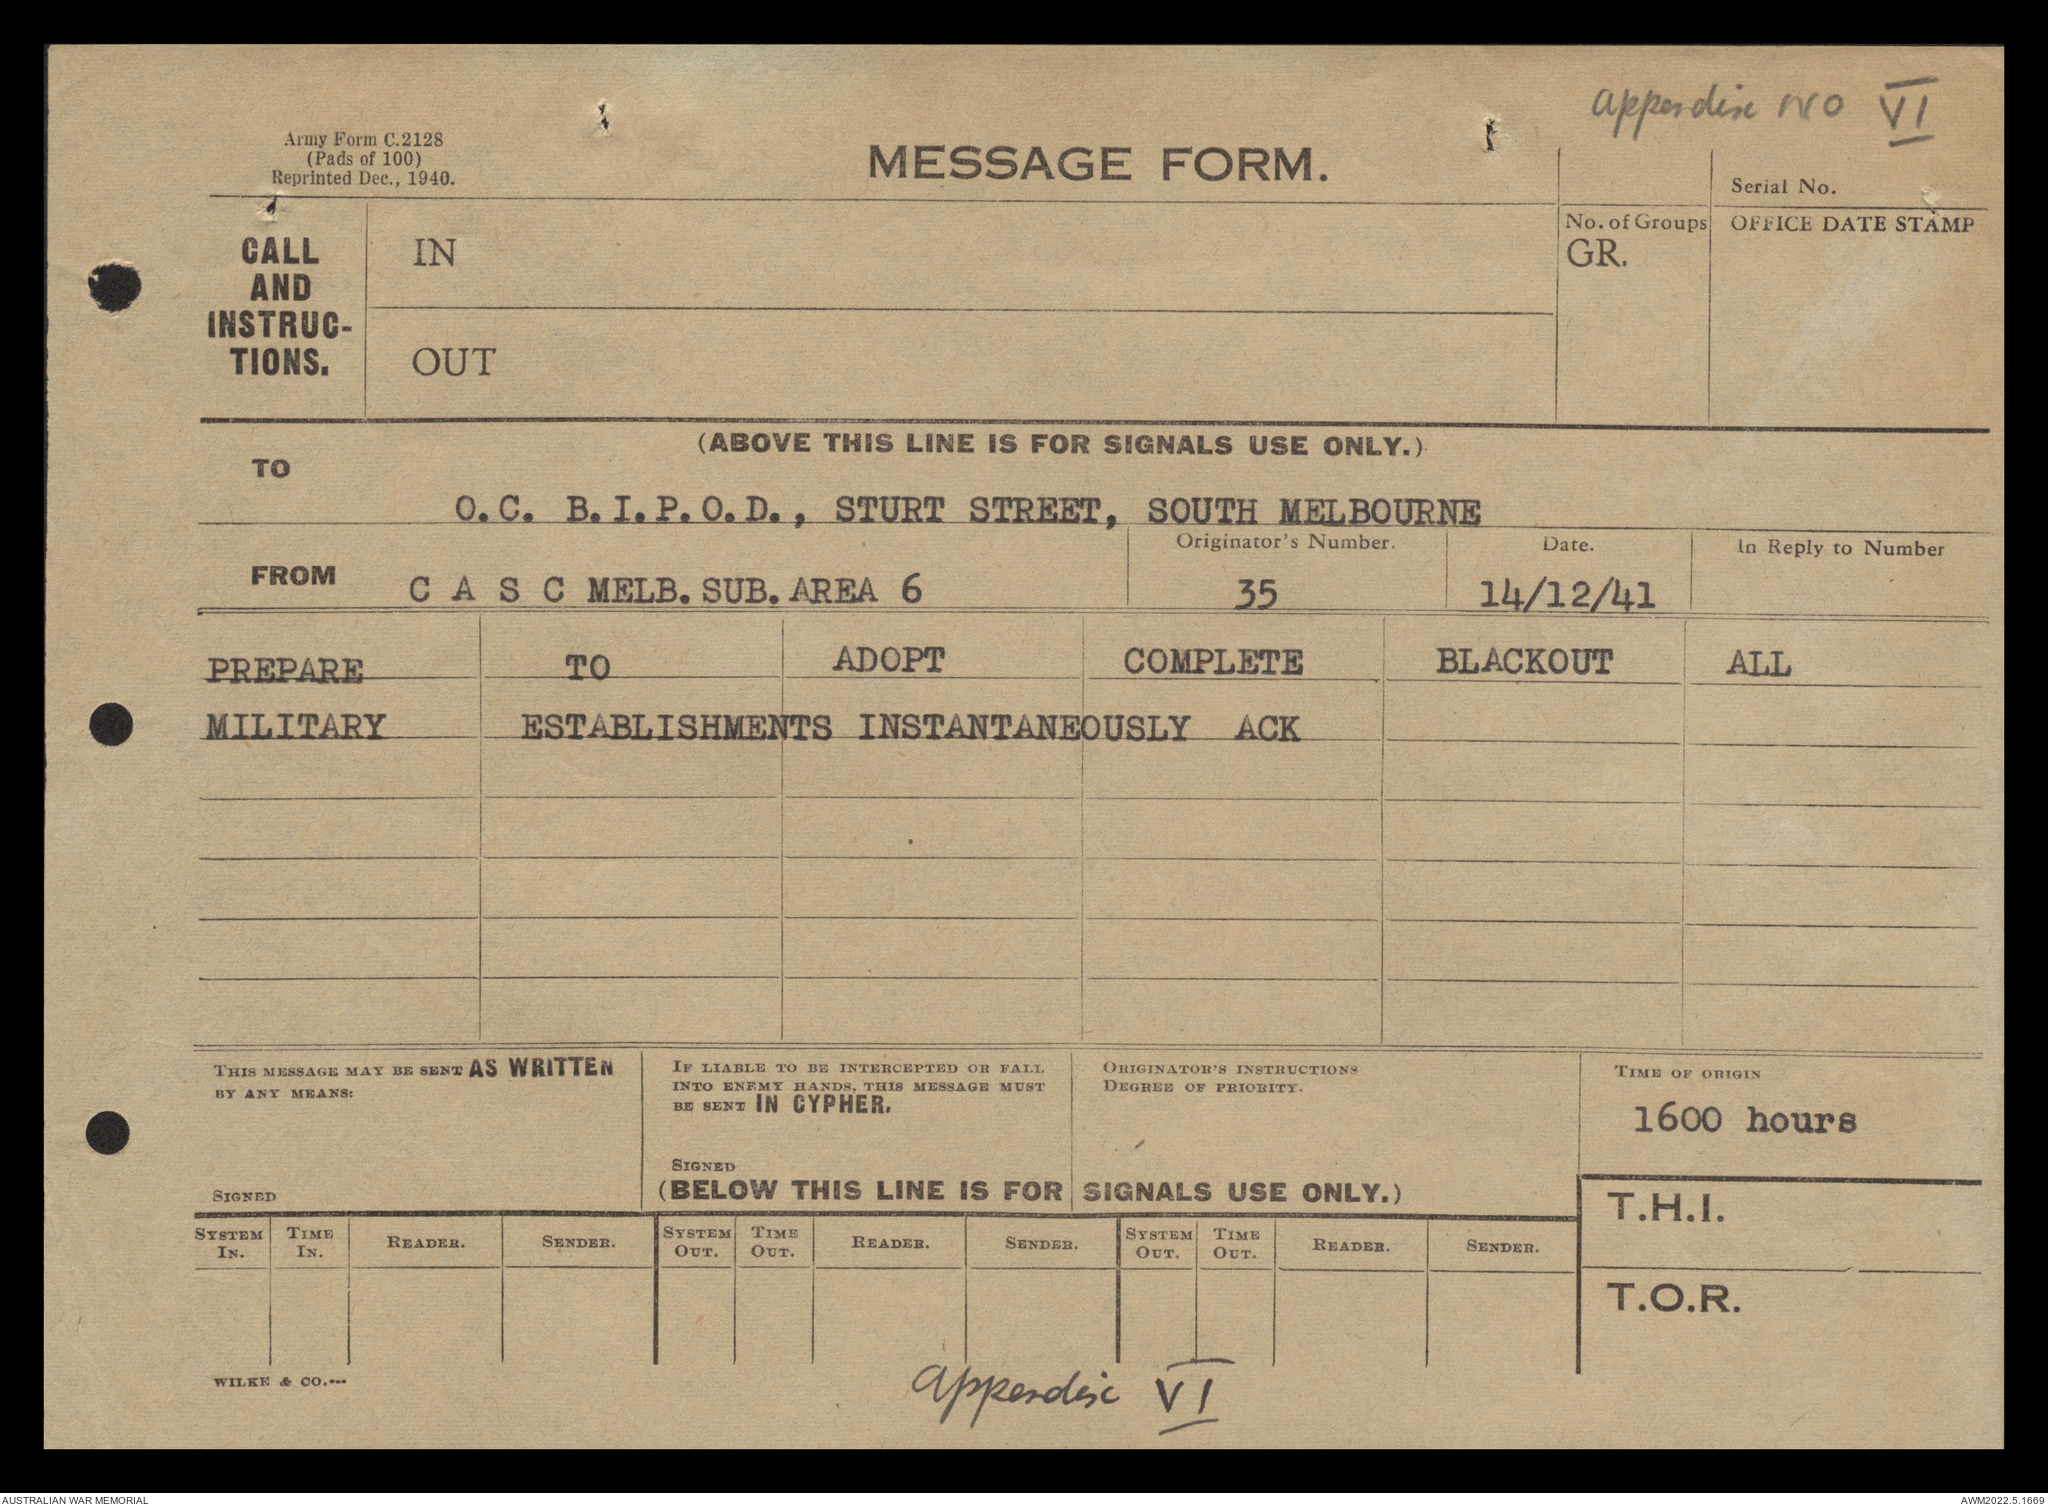 Appendix NO VI
Army Form C.2128
(Pads of 100)
Reprinted Dec., 1940.
MESSAGE FORM.
Serial No.
CALL
AND
INSTRUC-
TIONS.
IN
OUT
No. of Groups
GR.
OFFICE DATE STAMP
(ABOVE THIS LINE IS FOR SIGNALS USE ONLY.)
TO
O.C. B.I.P.O.D., STURT STREET, SOUTH MELBOURNE
FROM C A S C MELB. SUB. AREA 6
Originator's Number.
35
Date.
14/12/41
In Reply to Number
PREPARE TO ADOPT COMPLETE BLACKOUT ALL
MILITARY ESTABLISHMENTS INSTANTANEOUSLY ACK
THIS MESSAGE MAY BE SENT AS WRITTEN
BY ANY MEANS:
SIGNED
IF LIABLE TO BE INTERCEPTED OR FALL
INTO ENEMY HANDS, THIS MESSAGE MUST
BE SENT IN CYPHER.
SIGNED
ORIGINATOR'S INSTRUCTIONS
DEGREE OF PRIORITY.
TIME OF ORIGIN
1600 hours
(BELOW THIS LINE IS FOR SIGNALS USE ONLY.)
T.H.I.
T.O.R.
SYSTEM IN. TIME IN. READER. SENDER. SYSTEM OUT. TIME OUT. READER. SENDER. SYSTEM OUT. TIME OUT. READER. SENDER.
WILKE & CO.---
Appendix VI
AUSTRALIAN WAR MEMORIAL
AWM2022.5.1669